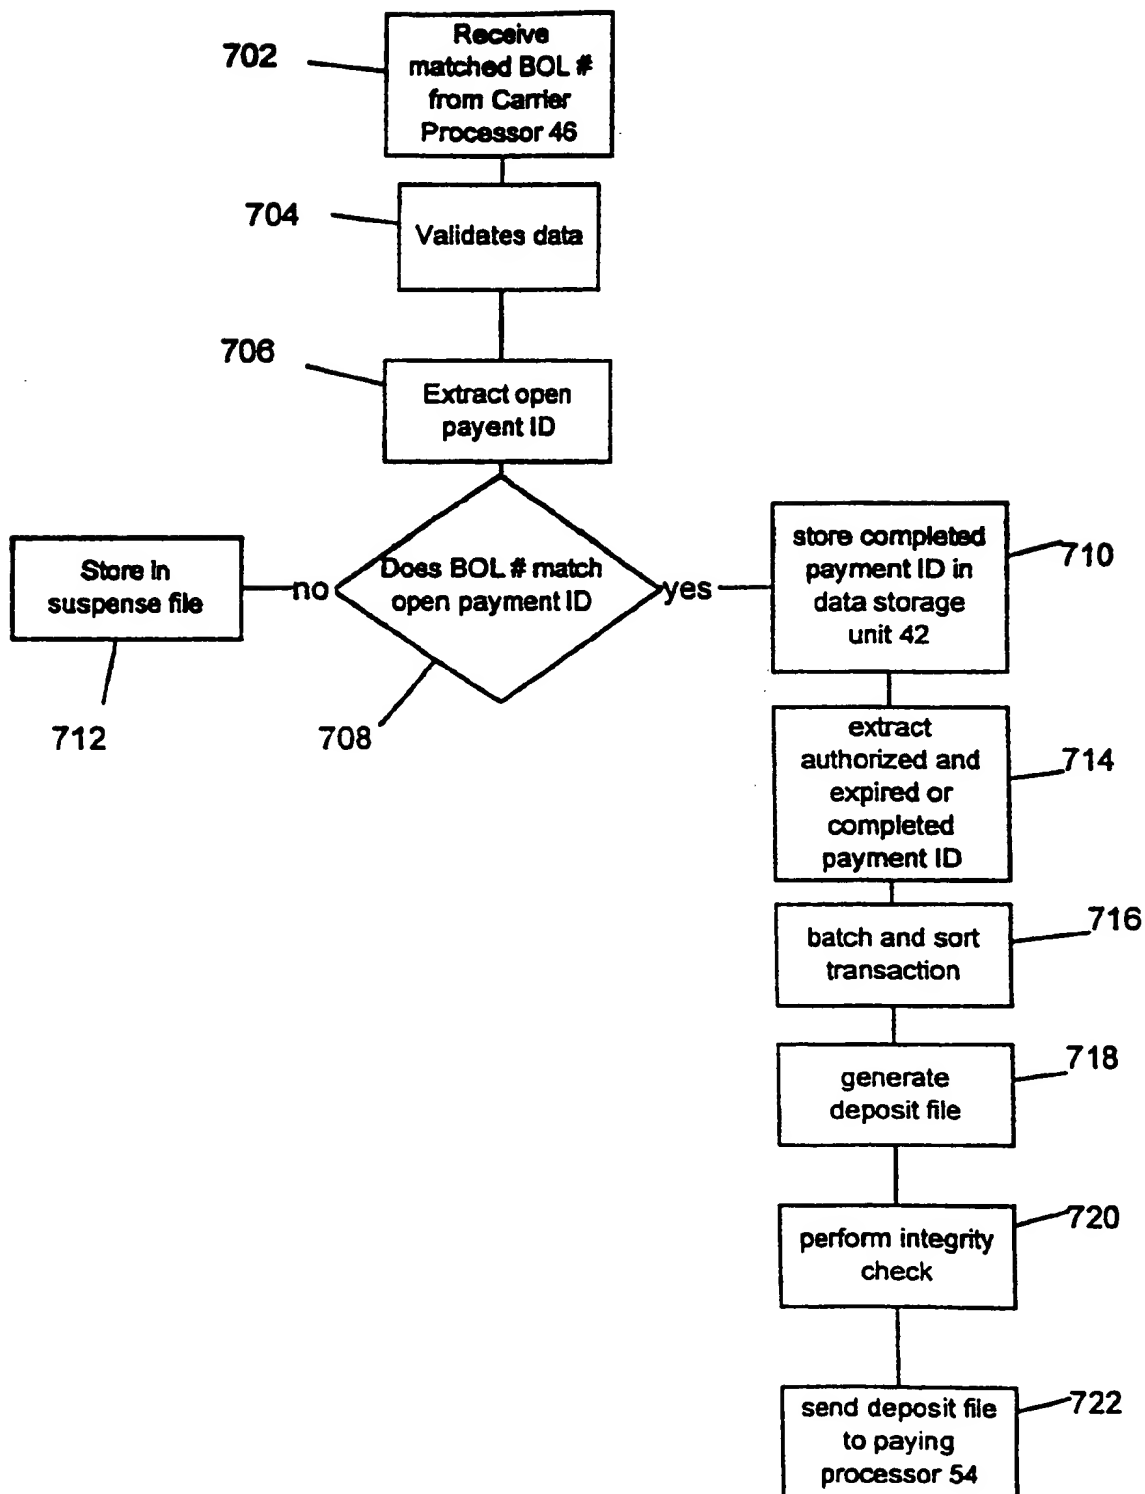 702
Receive
matched BOL #
from Carrier
Processor 46
704
Validates data
706
Extract open
payent ID
Does BOL # match
open payment ID
708
no
Store in
suspense file
712
yes
store completed
payment ID in
data storage
unit 42
710
extract
authorized and
expired or
completed
payment ID
714
batch and sort
transaction
716
generate
deposit file
718
perform integrity
check
720
send deposit file
to paying
processor 54
722